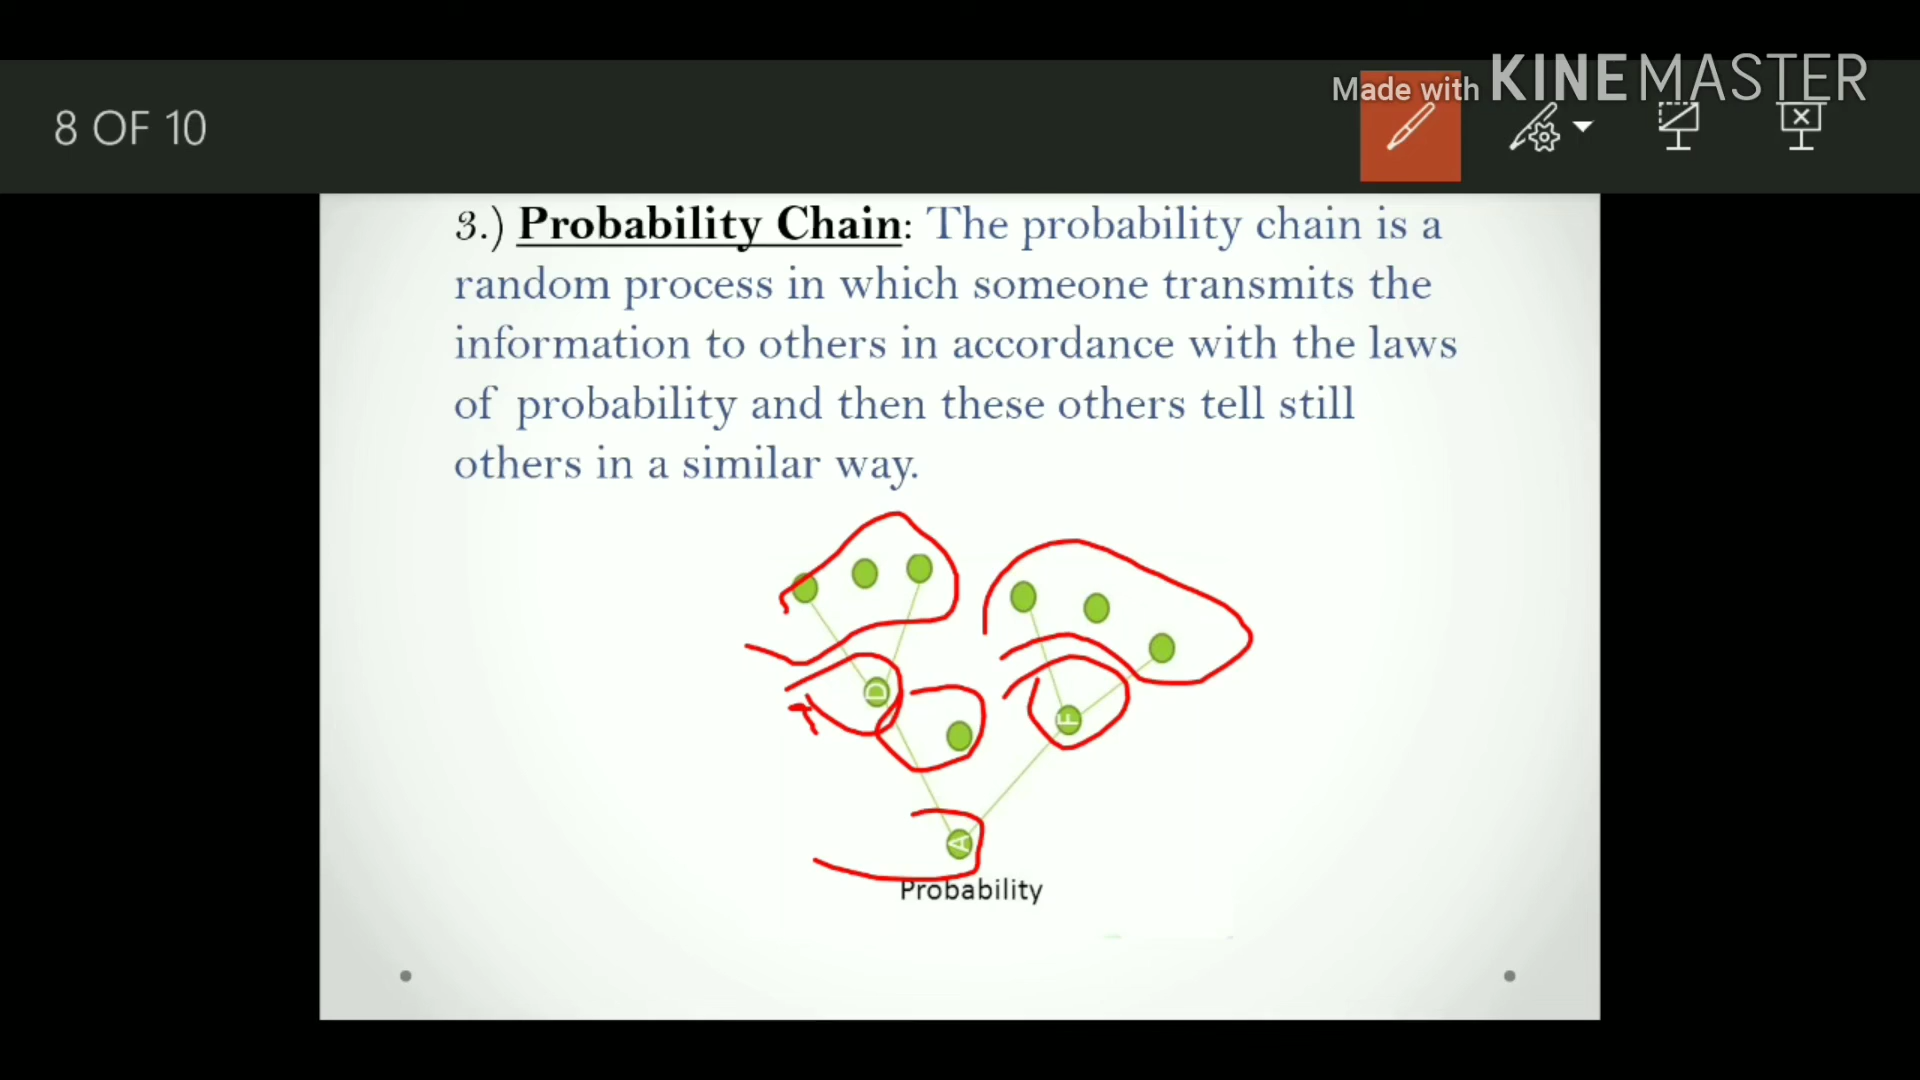 Made with KINEMASTER
8 OF 10
3.) Probability Chain: The probability chain is a
random process in which someone transmits the
information to others in accordance with the laws
of probability and then these others tell still
others in a similar way.
D
F
A
Probability